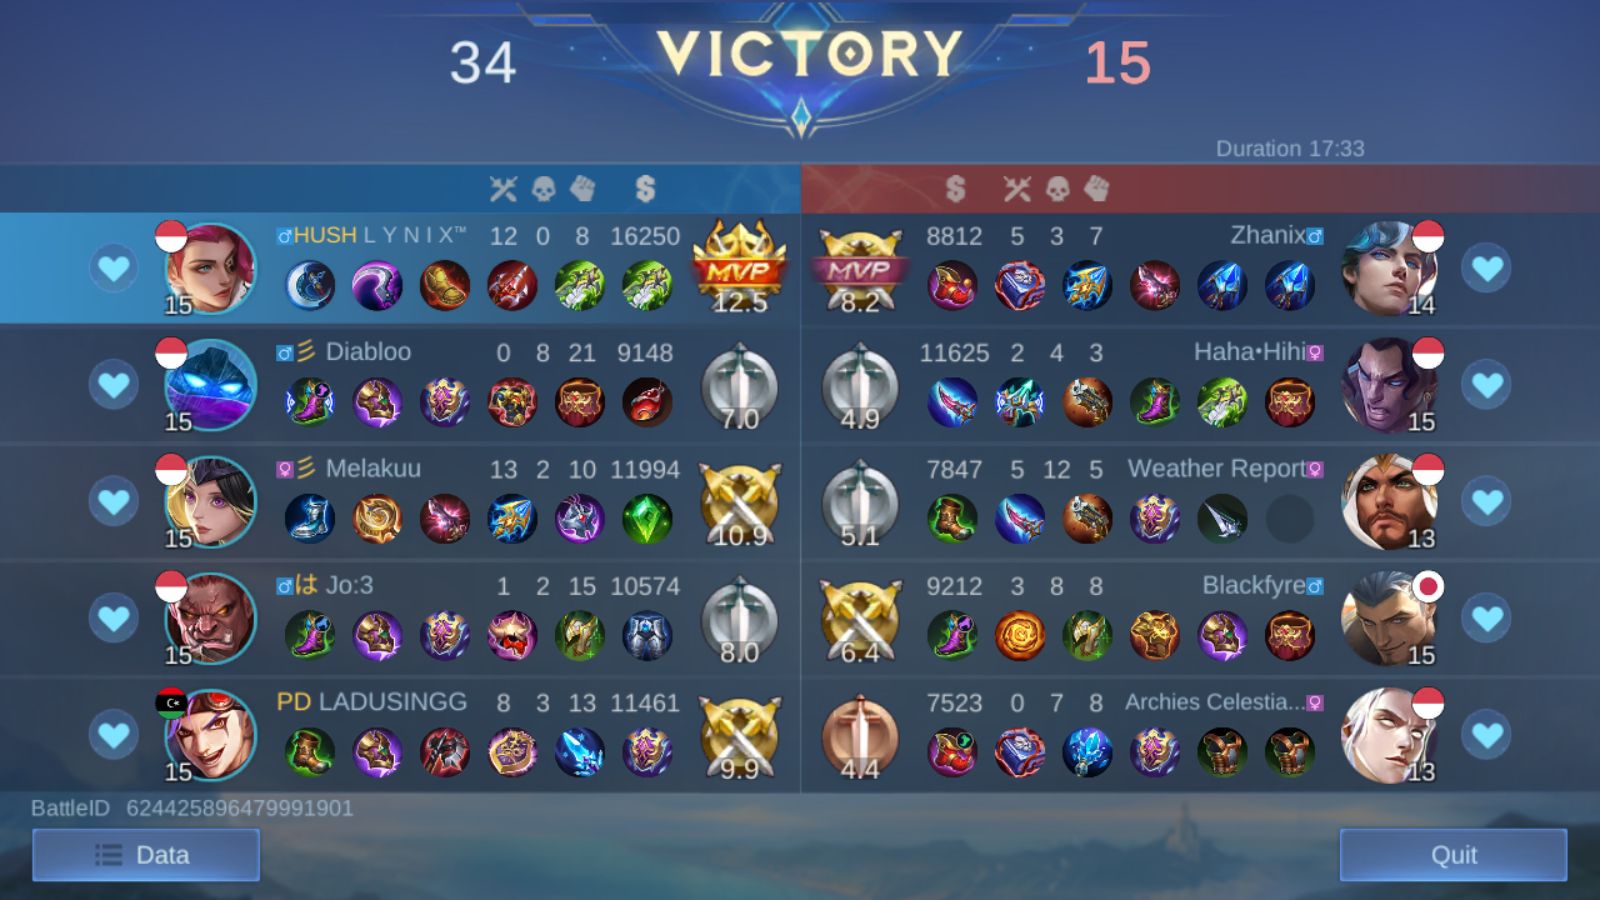 34 VICTORY 15
Duration 17:33
HUSH L Y N I X™ 12 0 8 16250 MVP 12.5 15
MVP 8.2 8812 5 3 7 Zhanix 14
Diabloo 0 8 21 9148 7.0 15
4.9 11625 2 4 3 Haha•Hihi 15
Melakuu 13 2 10 11994 10.9 15
5.1 7847 5 12 5 Weather Report 13
は Jo:3 1 2 15 10574 8.0 15
6.4 9212 3 8 8 Blackfyre 15
PD LADUSINGG 8 3 13 11461 9.9 15
4.4 7523 0 7 8 Archies Celestia... 13
BattleID 624425896479991901
Data
Quit